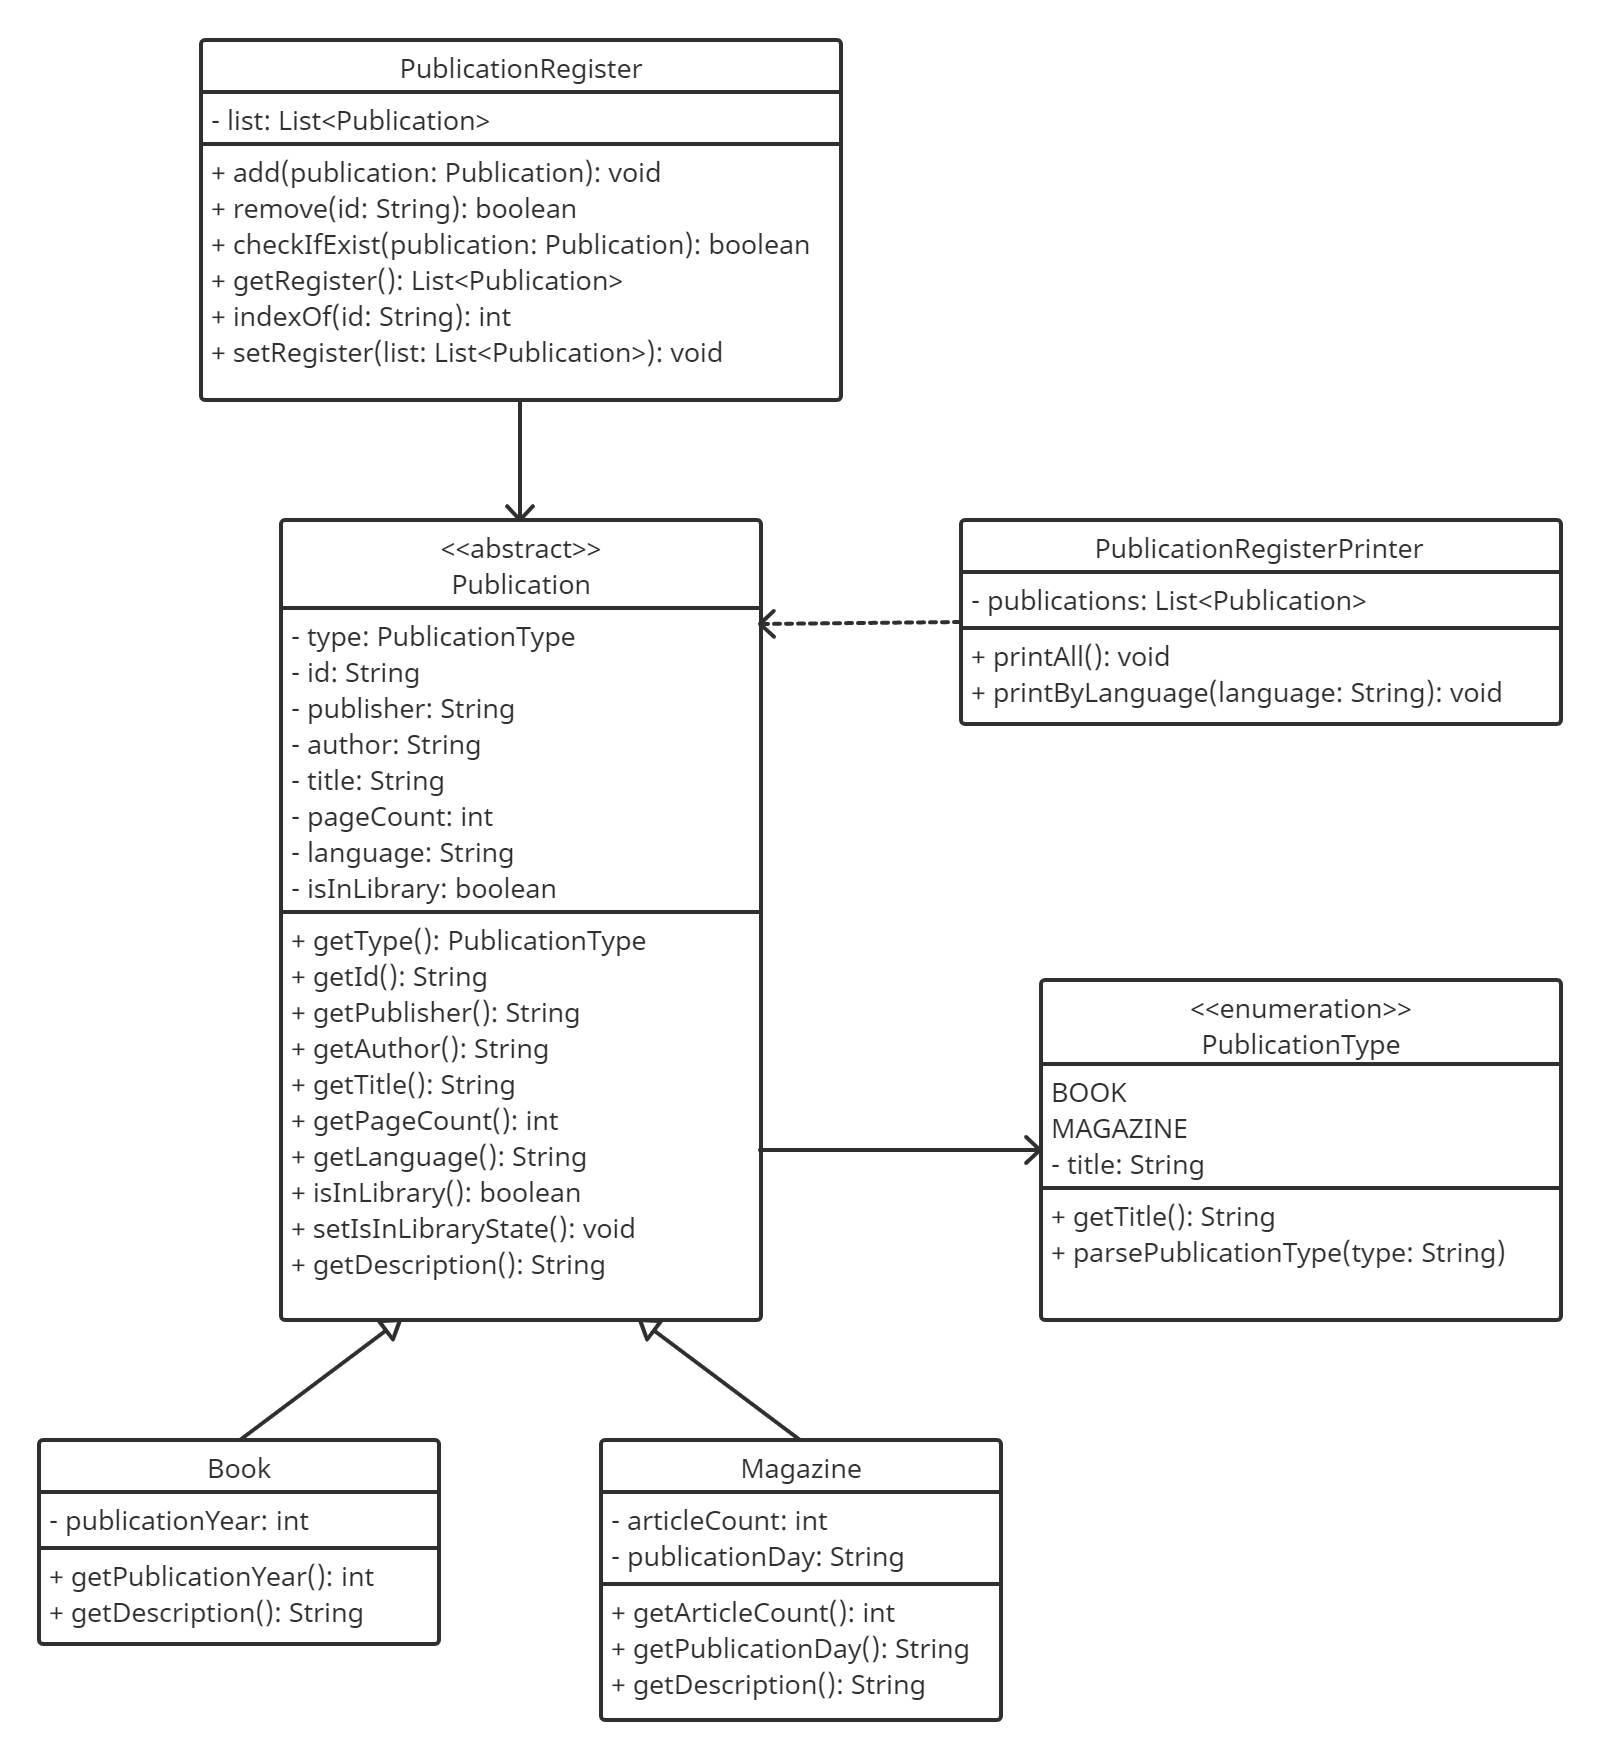 PublicationRegister
- list: List<Publication>
+ add(publication: Publication): void
+ remove(id: String): boolean
+ checkIfExist(publication: Publication): boolean
+ getRegister(): List<Publication>
+ indexOf(id: String): int
+ setRegister(list: List<Publication>): void
<<abstract>>
Publication
- type: PublicationType
- id: String
- publisher: String
- author: String
- title: String
- pageCount: int
- language: String
- isInLibrary: boolean
+ getType(): PublicationType
+ getId(): String
+ getPublisher(): String
+ getAuthor(): String
+ getTitle(): String
+ getPageCount(): int
+ getLanguage(): String
+ isInLibrary(): boolean
+ setIsInLibraryState(): void
+ getDescription(): String
PublicationRegisterPrinter
- publications: List<Publication>
+ printAll(): void
+ printByLanguage(language: String): void
<<enumeration>>
PublicationType
BOOK
MAGAZINE
- title: String
+ getTitle(): String
+ parsePublicationType(type: String)
Book
- publicationYear: int
+ getPublicationYear(): int
+ getDescription(): String
Magazine
- articleCount: int
- publicationDay: String
+ getArticleCount(): int
+ getPublicationDay(): String
+ getDescription(): String